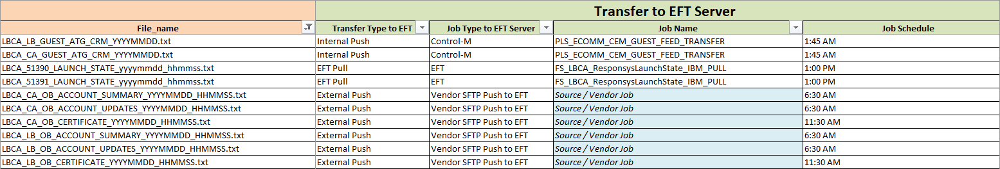 Transfer to EFT Server
File_name Transfer Type to EFT Job Type to EFT Server Job Name Job Schedule
LBCA_LB_GUEST_ATG_CRM_YYYYMMDD.txt Internal Push Control-M PLS_ECOMM_CEM_GUEST_FEED_TRANSFER 1:45 AM
LBCA_CA_GUEST_ATG_CRM_YYYYMMDD.txt Internal Push Control-M PLS_ECOMM_CEM_GUEST_FEED_TRANSFER 1:45 AM
LBCA_51390_LAUNCH_STATE_yyyymmdd_hhmmss.txt EFT Pull EFT FS_LBCA_ResponsysLaunchState_IBM_PULL 1:00 PM
LBCA_51391_LAUNCH_STATE_yyyymmdd_hhmmss.txt EFT Pull EFT FS_LBCA_ResponsysLaunchState_IBM_PULL 1:00 PM
LBCA_CA_OB_ACCOUNT_SUMMARY_YYYYMMDD_HHMMSS.txt External Push Vendor SFTP Push to EFT Source / Vendor Job 6:30 AM
LBCA_CA_OB_ACCOUNT_UPDATES_YYYYMMDD_HHMMSS.txt External Push Vendor SFTP Push to EFT Source / Vendor Job 6:30 AM
LBCA_CA_OB_CERTIFICATE_YYYYMMDD_HHMMSS.txt External Push Vendor SFTP Push to EFT Source / Vendor Job 11:30 AM
LBCA_LB_OB_ACCOUNT_SUMMARY_YYYYMMDD_HHMMSS.txt External Push Vendor SFTP Push to EFT Source / Vendor Job 6:30 AM
LBCA_LB_OB_ACCOUNT_UPDATES_YYYYMMDD_HHMMSS.txt External Push Vendor SFTP Push to EFT Source / Vendor Job 6:30 AM
LBCA_LB_OB_CERTIFICATE_YYYYMMDD_HHMMSS.txt External Push Vendor SFTP Push to EFT Source / Vendor Job 11:30 AM